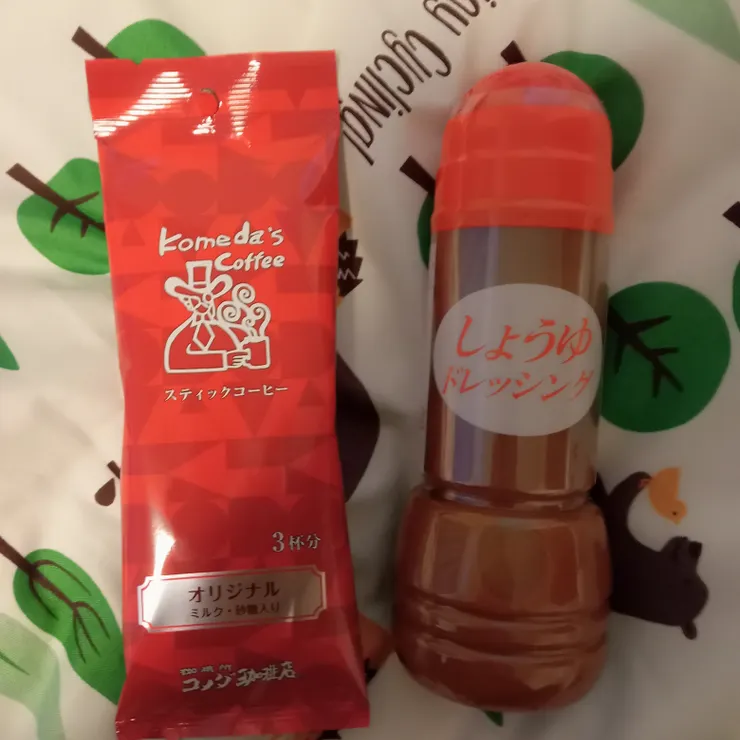 Cycling!
Komeda's
Coffee
スティックコーヒー
3杯分
オリジナル
ミルク・砂糖入り
珈琲所
コメダ珈琲店
しょうゆ
ドレッシング